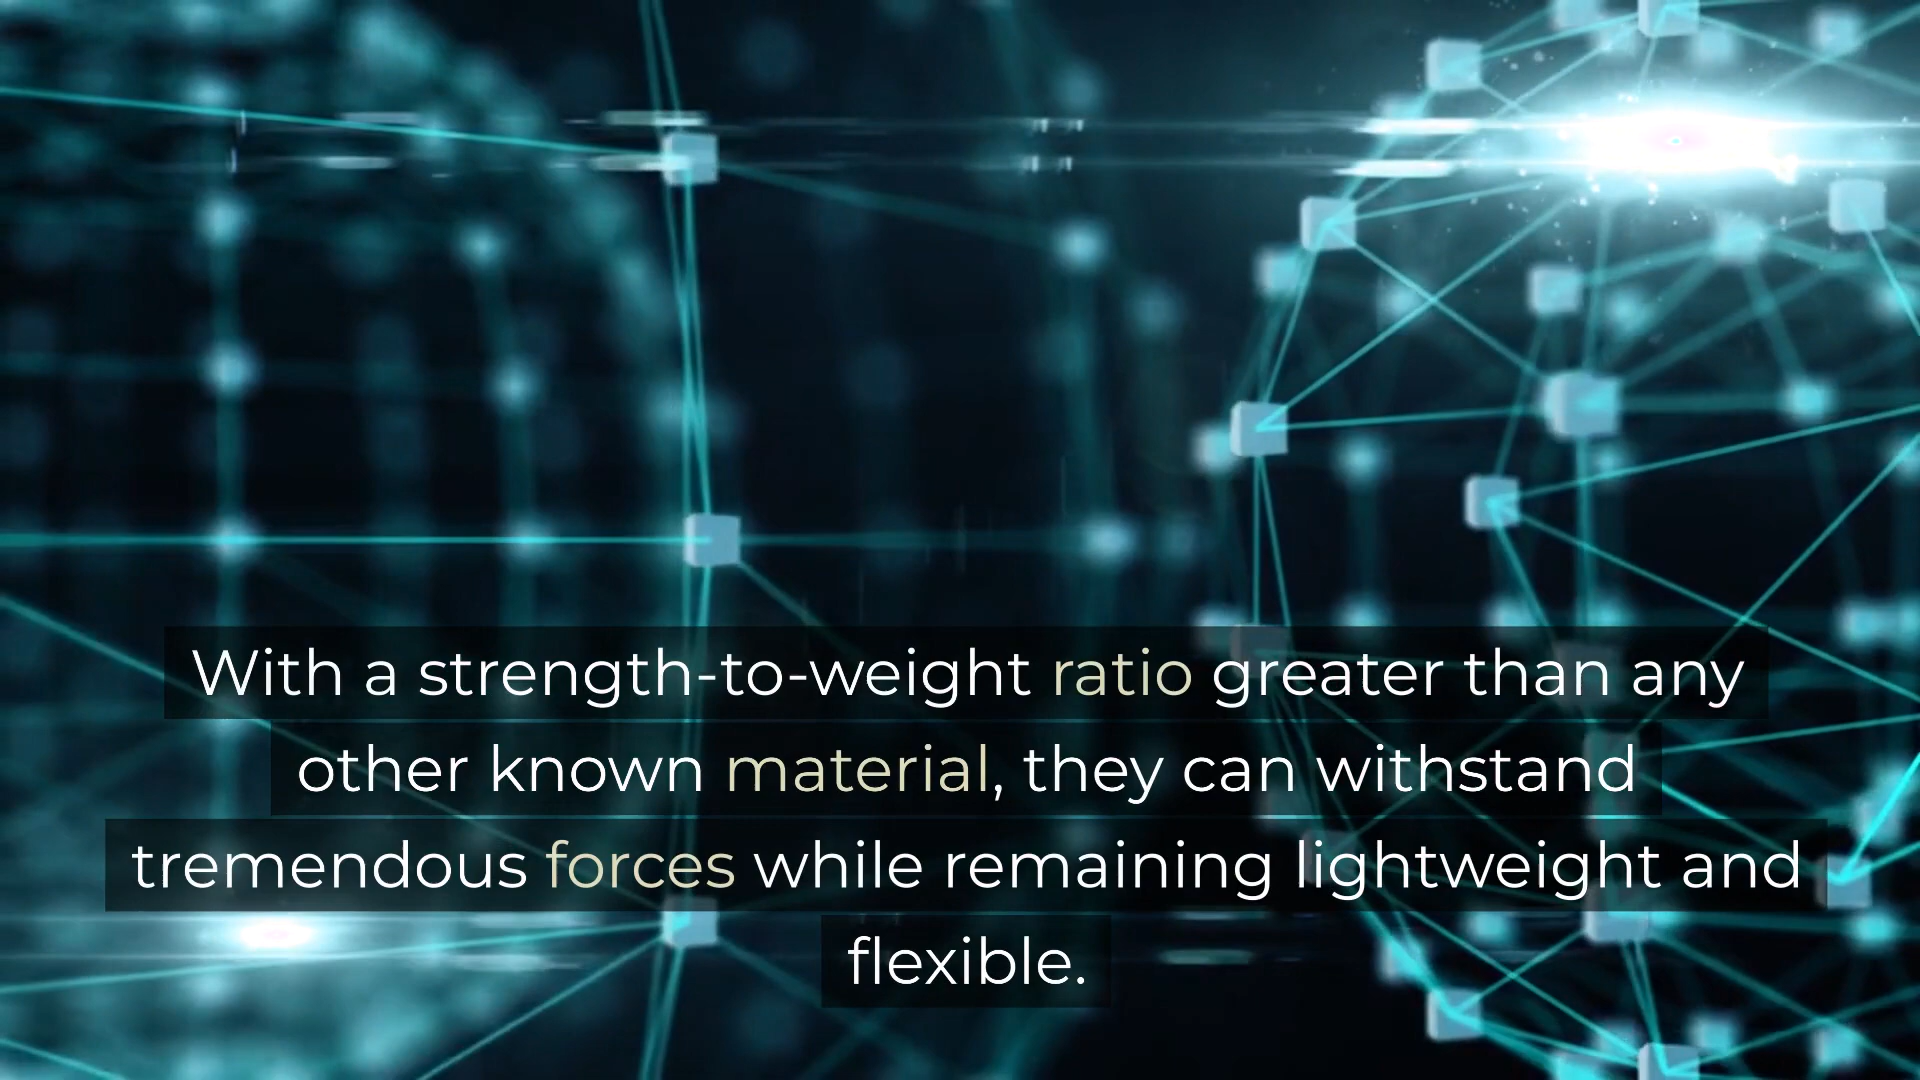 With a strength-to-weight ratio greater than any
other known material, they can withstand
tremendous forces while remaining lightweight and
flexible.